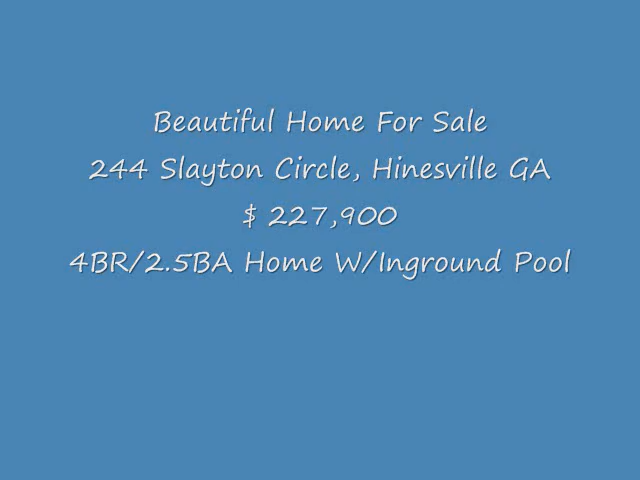 Beautiful Home For Sale
244 Slayton Circle, Hinesville GA
$ 227,900
4BR/2.5BA Home W/Inground Pool